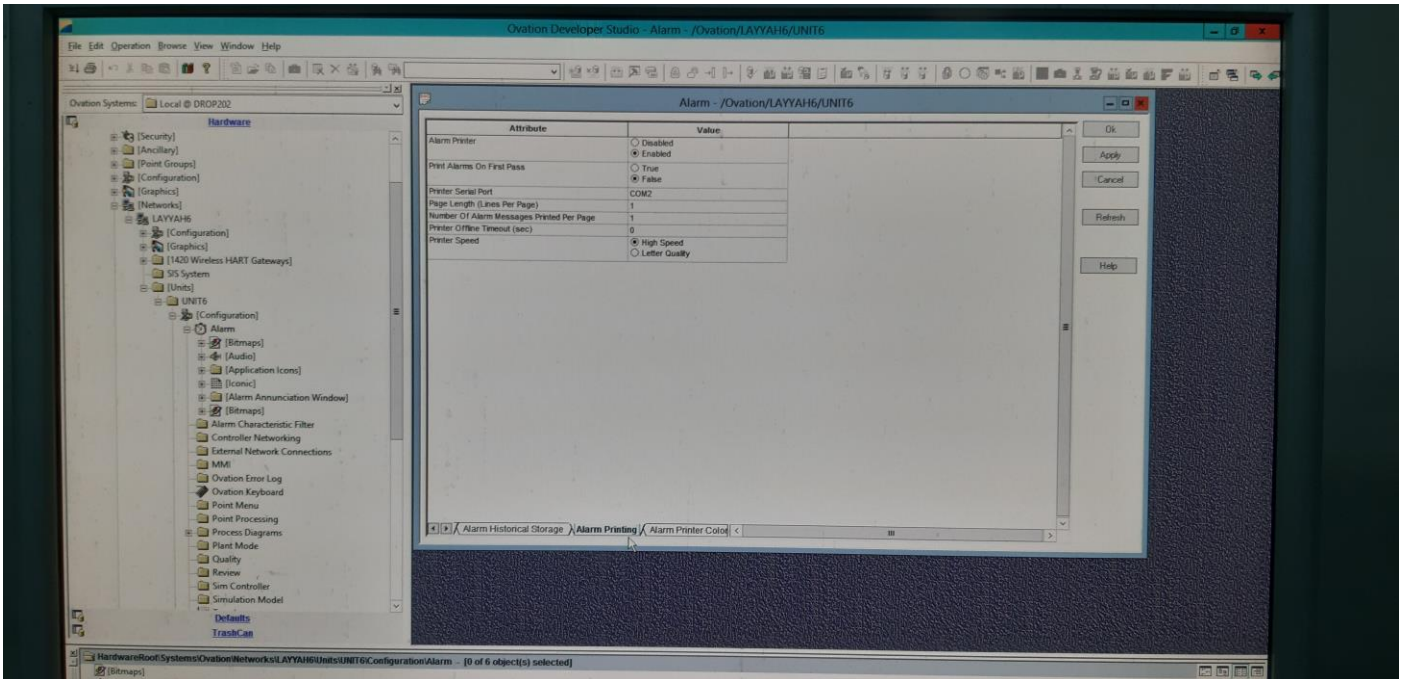 Ovation Developer Studio - Alarm - /Ovation/LAYYAH6/UNIT6
File Edit Operation Browse View Window Help
Ovation Systems: Local @ DROP202
Hardware
[Security]
[Ancillary]
[Point Groups]
[Configuration]
[Graphics]
[Networks]
LAYYAH6
[Configuration]
[Graphics]
[1420 Wireless HART Gateways]
SIS System
[Units]
UNIT6
[Configuration]
Alarm
[Bitmaps]
[Audio]
[Application Icons]
[Iconic]
[Alarm Annunciation Window]
[Bitmaps]
Alarm Characteristic Filter
Controller Networking
External Network Connections
MMI
Ovation Error Log
Ovation Keyboard
Point Menu
Point Processing
Process Diagrams
Plant Mode
Quality
Review
Sim Controller
Simulation Model
Defaults
TrashCan
Alarm - /Ovation/LAYYAH6/UNIT6
Attribute Value
Alarm Printer Disabled
Enabled
Print Alarms On First Pass True
False
Printer Serial Port COM2
Page Length (Lines Per Page) 1
Number Of Alarm Messages Printed Per Page 1
Printer Offline Timeout (sec) 0
Printer Speed High Speed
Letter Quality
Ok
Apply
Cancel
Refresh
Help
Alarm Historical Storage Alarm Printing Alarm Printer Color
HardwareRoot\Systems\Ovation\Networks\LAYYAH6\Units\UNIT6\Configuration\Alarm -- [0 of 6 object(s) selected]
[Bitmaps]